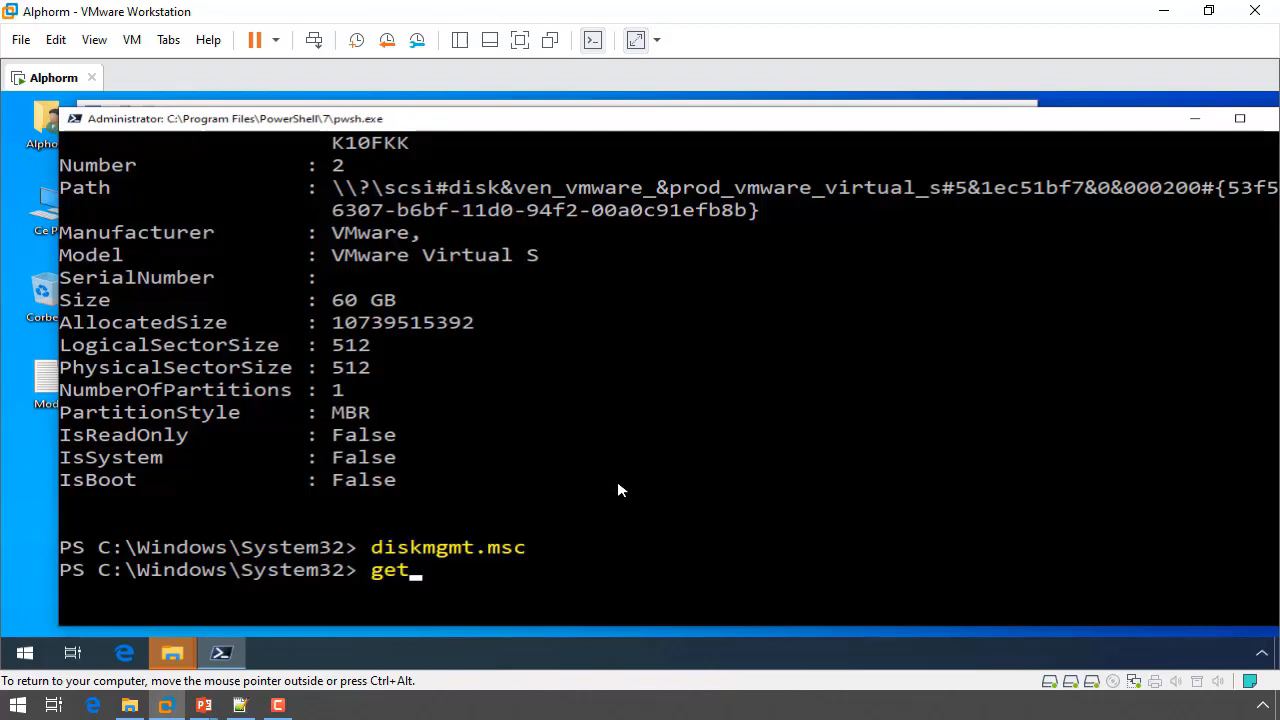 Alphorm - VMware Workstation
File Edit View VM Tabs Help
Alphorm
Administrator: C:\Program Files\PowerShell\7\pwsh.exe
K10FKK
Number : 2
Path : \\?\scsi#disk&ven_vmware_&prod_vmware_virtual_s#5&1ec51bf7&0&000200#{53f5
6307-b6bf-11d0-94f2-00a0c91efb8b}
Manufacturer : VMware,
Model : VMware Virtual S
SerialNumber :
Size : 60 GB
AllocatedSize : 10739515392
LogicalSectorSize : 512
PhysicalSectorSize : 512
NumberOfPartitions : 1
PartitionStyle : MBR
IsReadOnly : False
IsSystem : False
IsBoot : False
PS C:\Windows\System32> diskmgmt.msc
PS C:\Windows\System32> get
Alpho
Ce P
Corbe
Mod
To return to your computer, move the mouse pointer outside or press Ctrl+Alt.